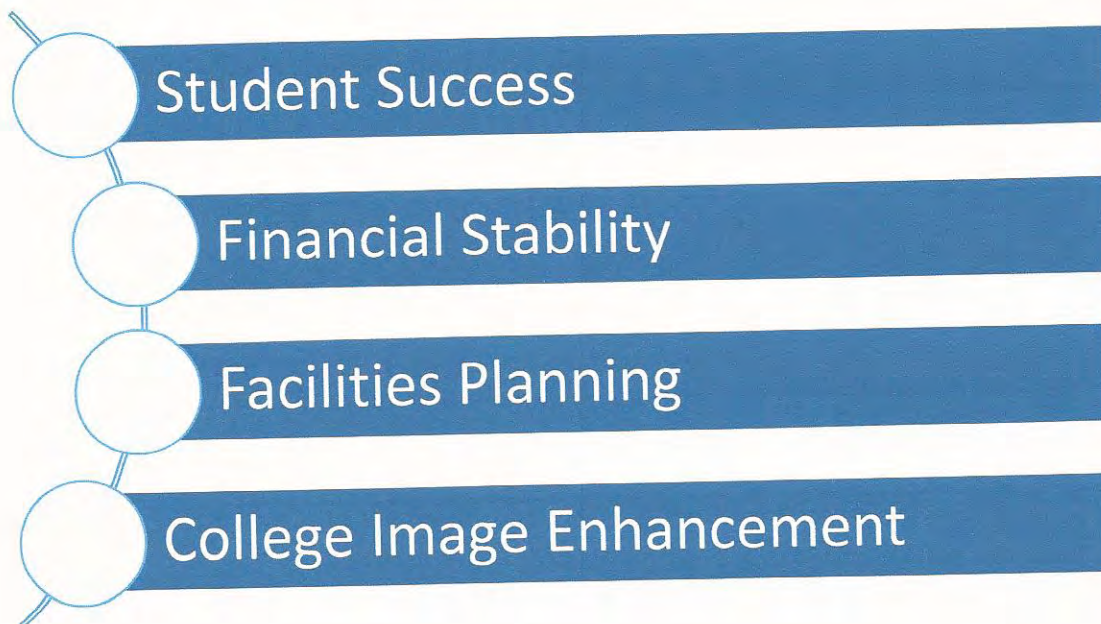 Student Success
Financial Stability
Facilities Planning
College Image Enhancement